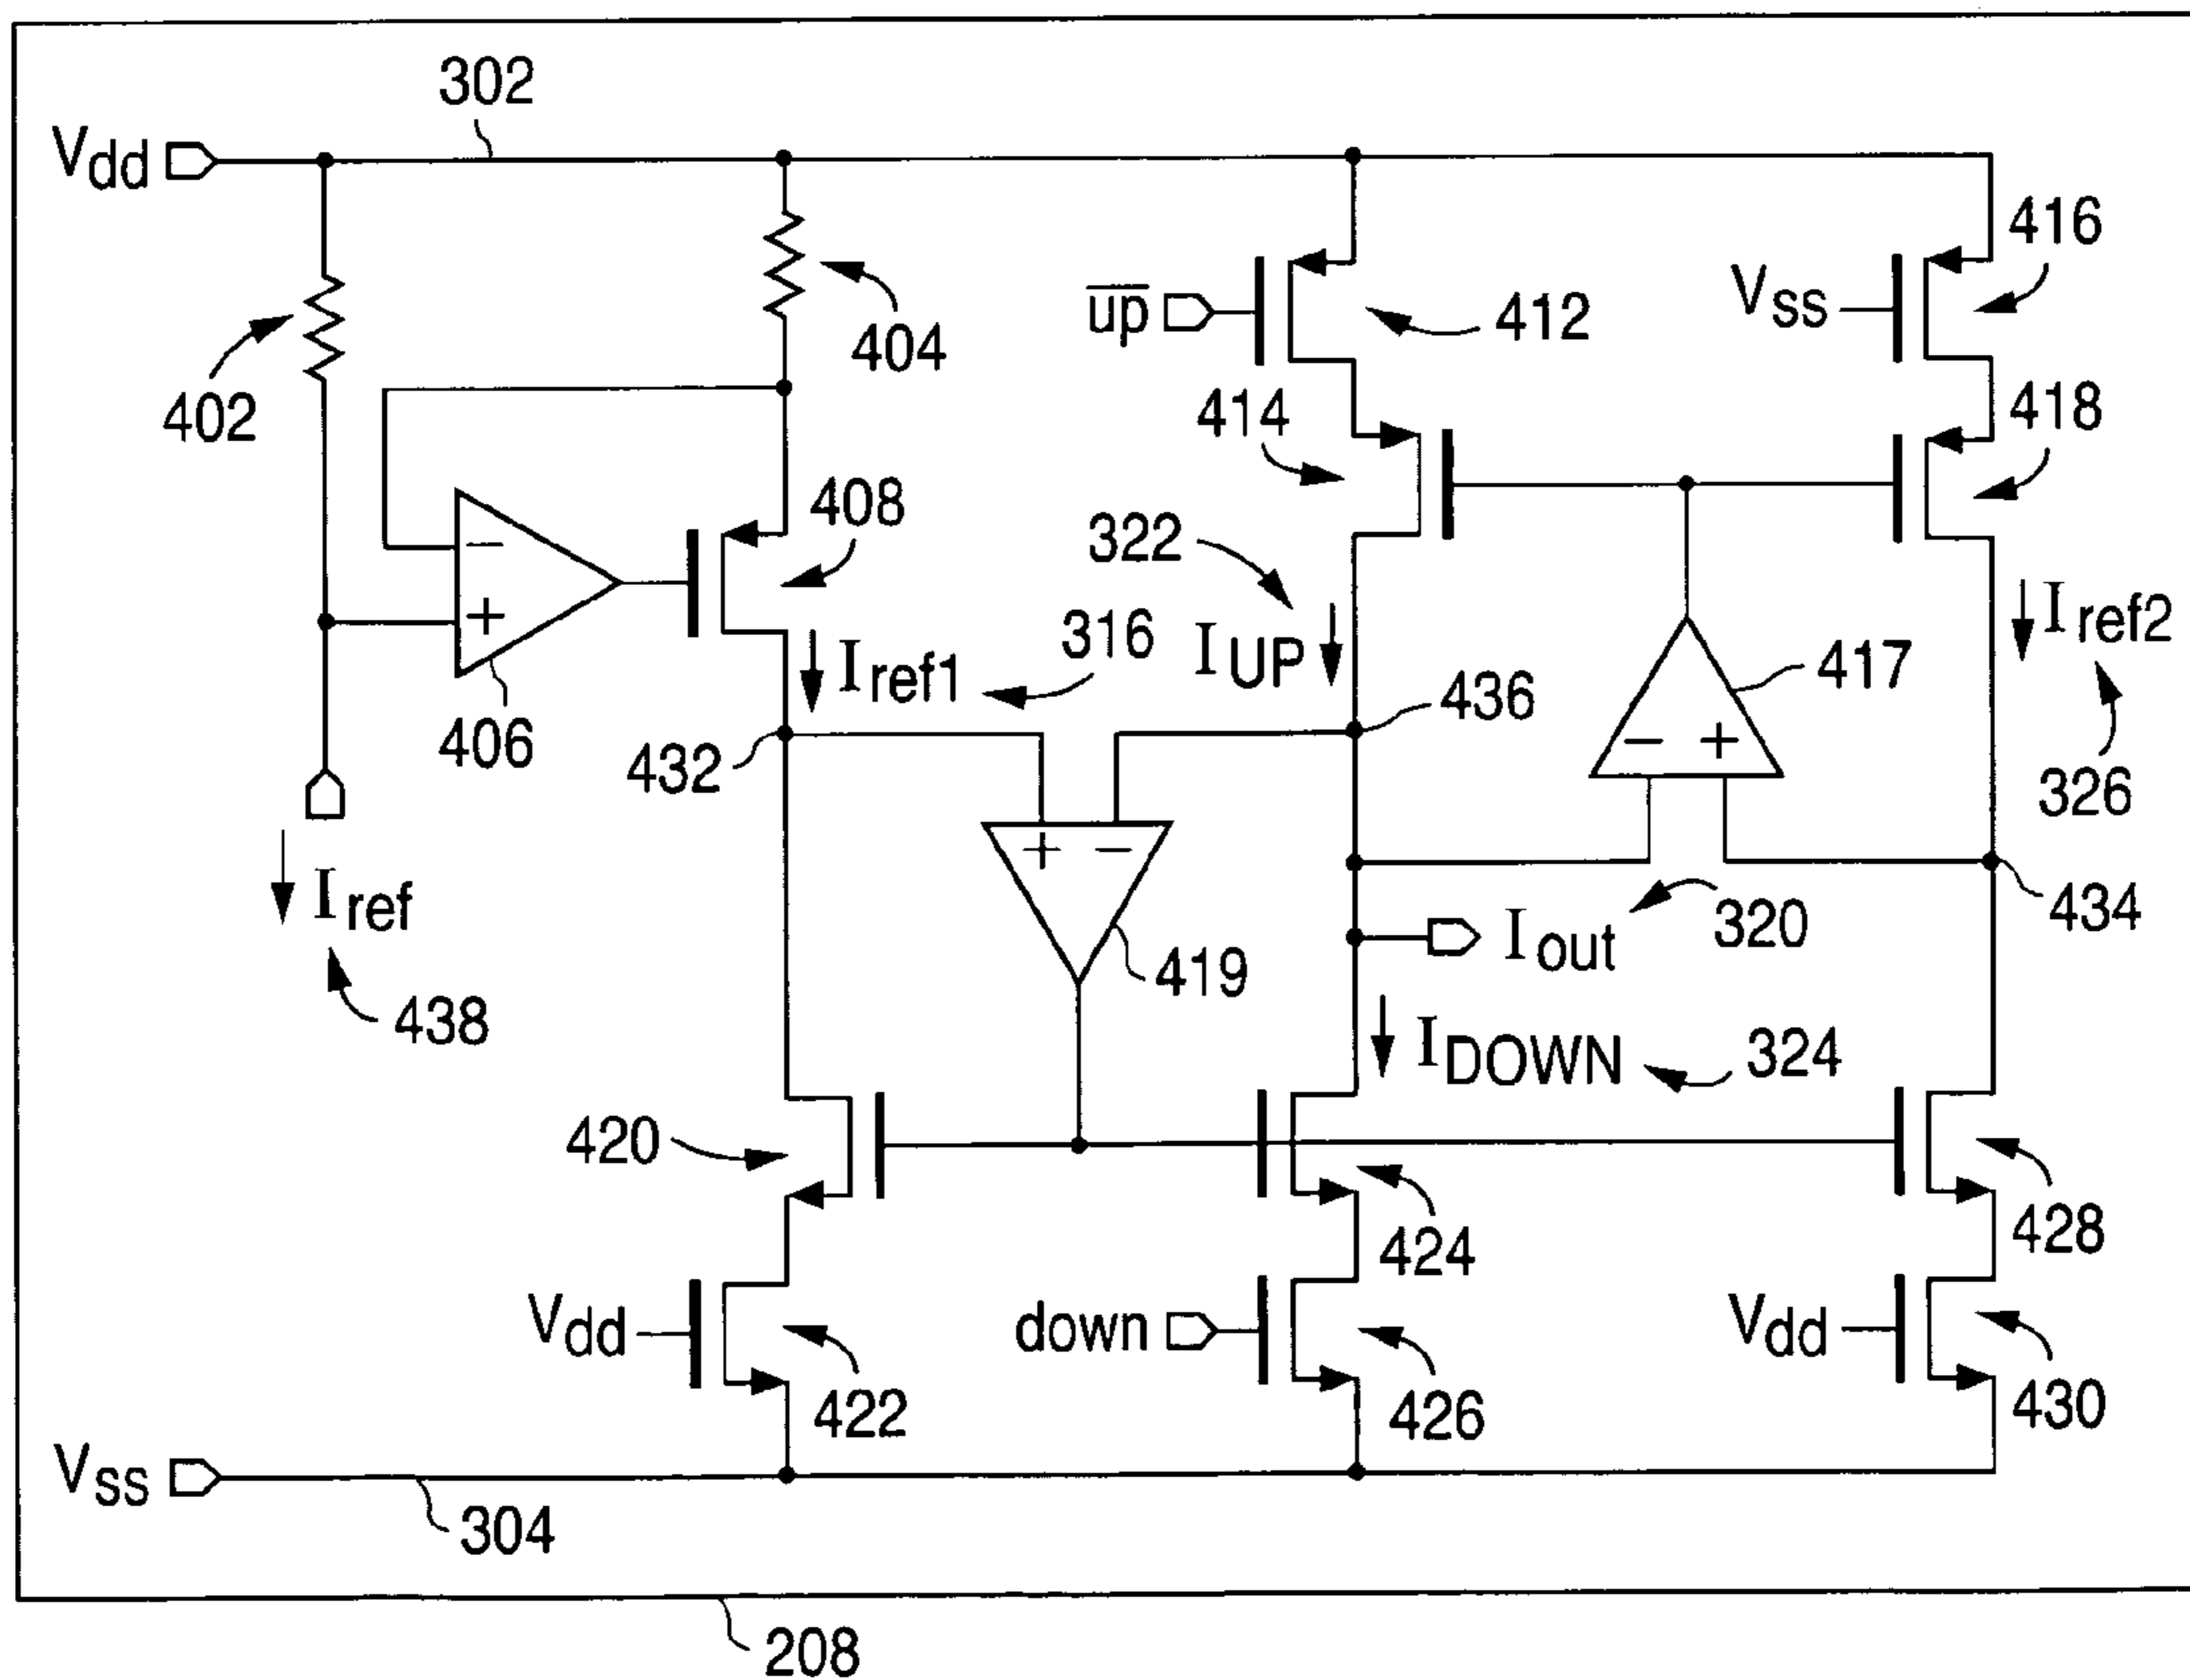 302
Vdd
416
Vss
up
412
404
402
418
414
408
322
316
Iref1
IUP
Iref2
417
436
406
432
326
− +
+ −
− +
Iref
320
434
Iout
419
438
IDOWN
324
420
424
428
Vdd
down
Vdd
422
426
430
Vss
304
208